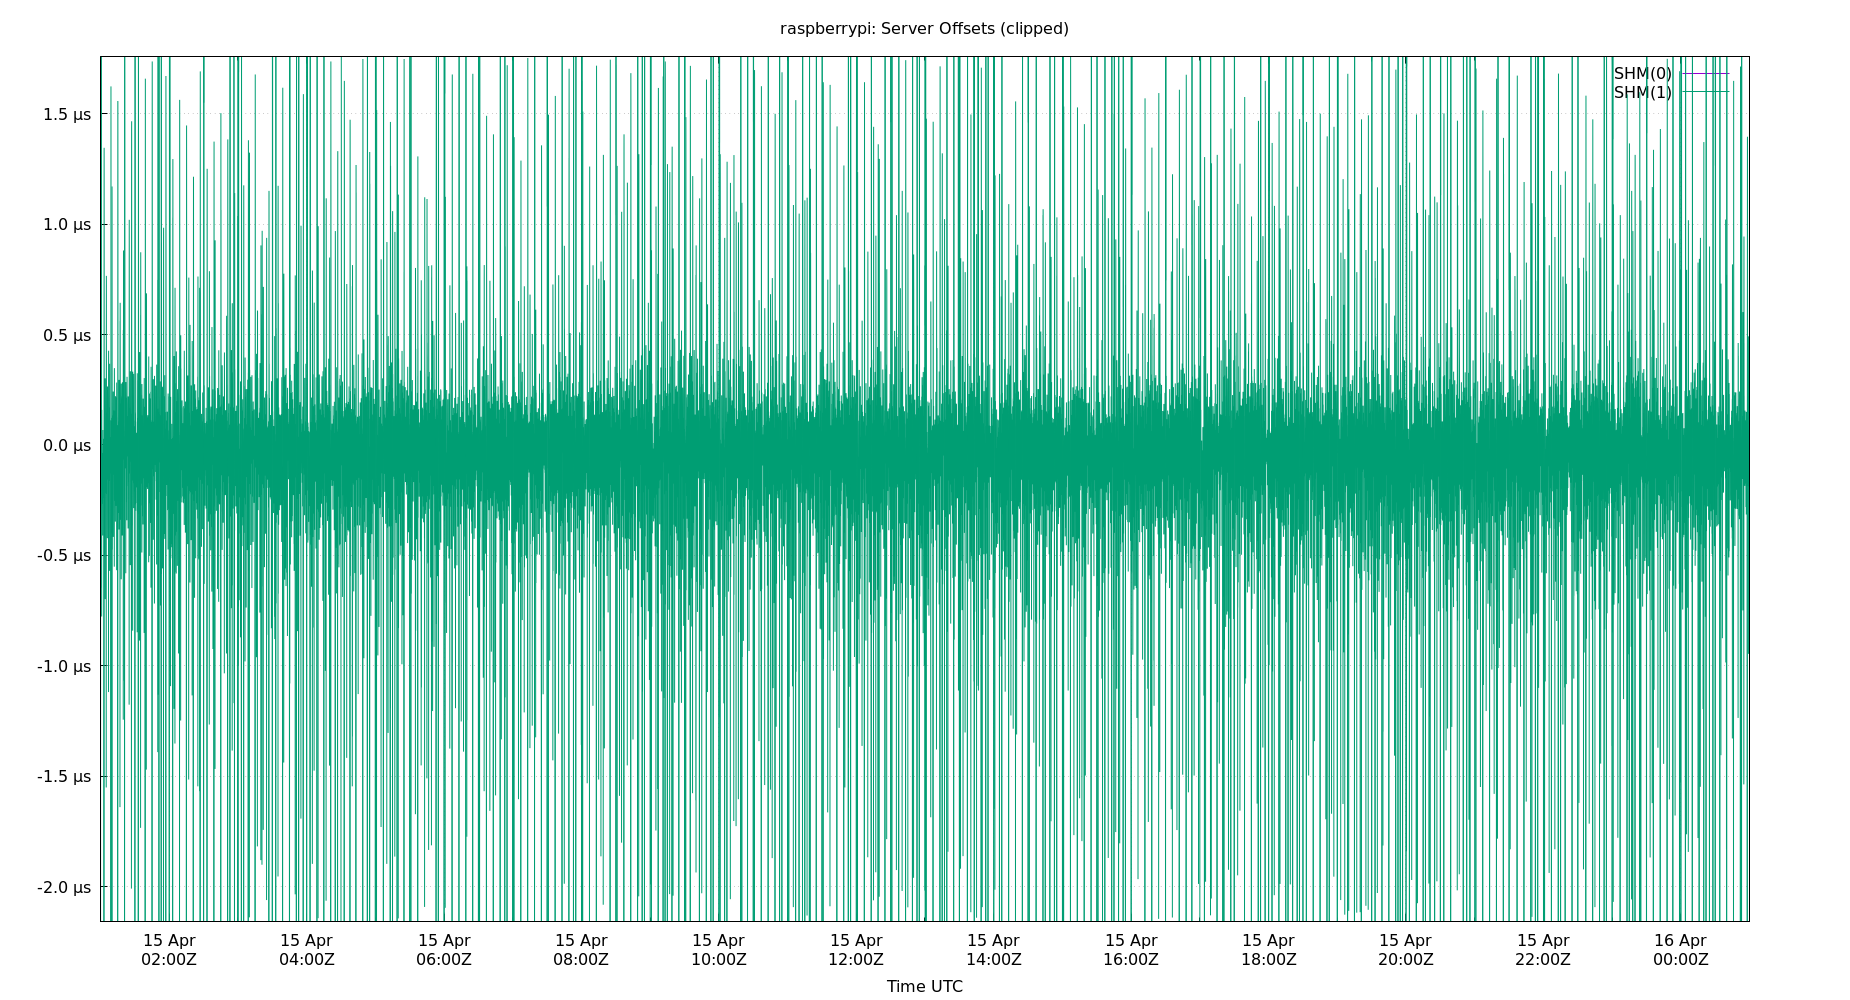 raspberrypi: Server Offsets (clipped)
SHM(0)
SHM(1)
1.5 µs
1.0 µs
0.5 µs
0.0 µs
-0.5 µs
-1.0 µs
-1.5 µs
-2.0 µs
15 Apr 15 Apr 15 Apr 15 Apr 15 Apr 15 Apr 15 Apr 15 Apr 15 Apr 15 Apr 15 Apr 16 Apr
02:00Z 04:00Z 06:00Z 08:00Z 10:00Z 12:00Z 14:00Z 16:00Z 18:00Z 20:00Z 22:00Z 00:00Z
Time UTC